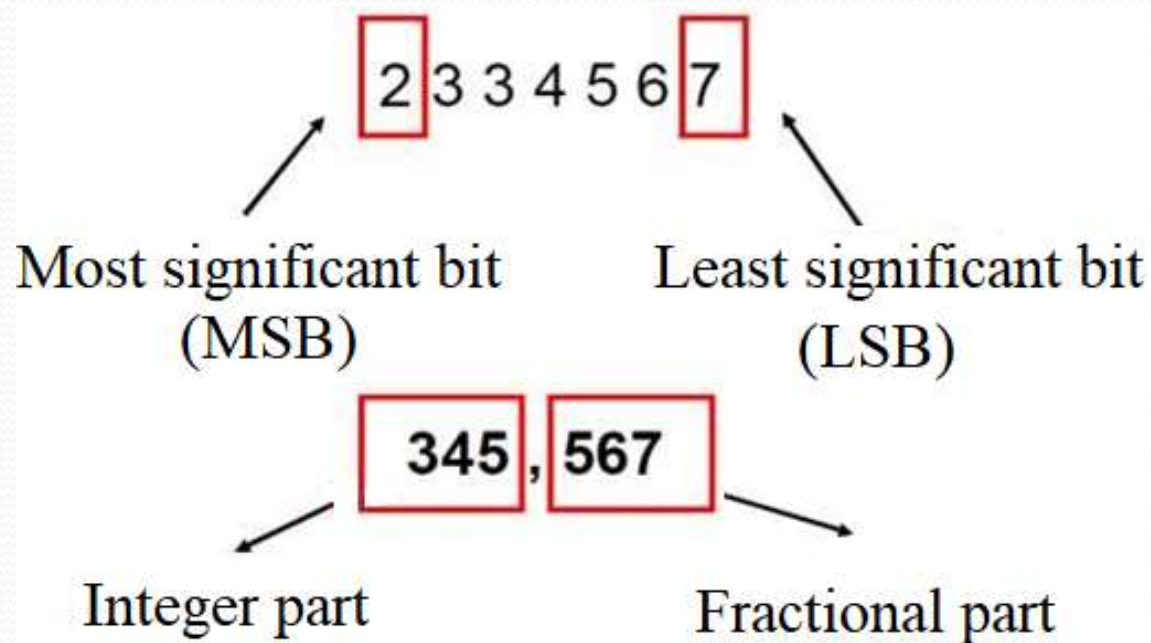 2 3 3 4 5 6 7
Most significant bit
(MSB)
Least significant bit
(LSB)
345 , 567
Integer part
Fractional part